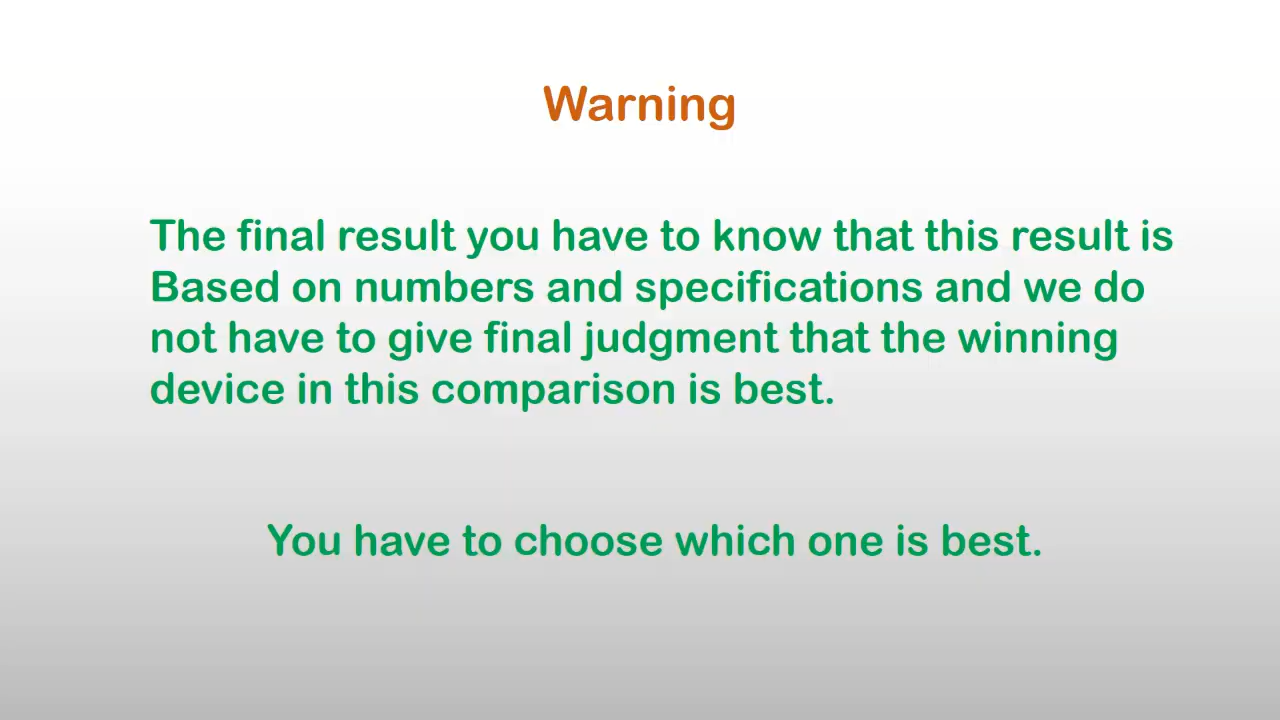 Warning
The final result you have to know that this result is
Based on numbers and specifications and we do
not have to give final judgment that the winning
device in this comparison is best.
You have to choose which one is best.